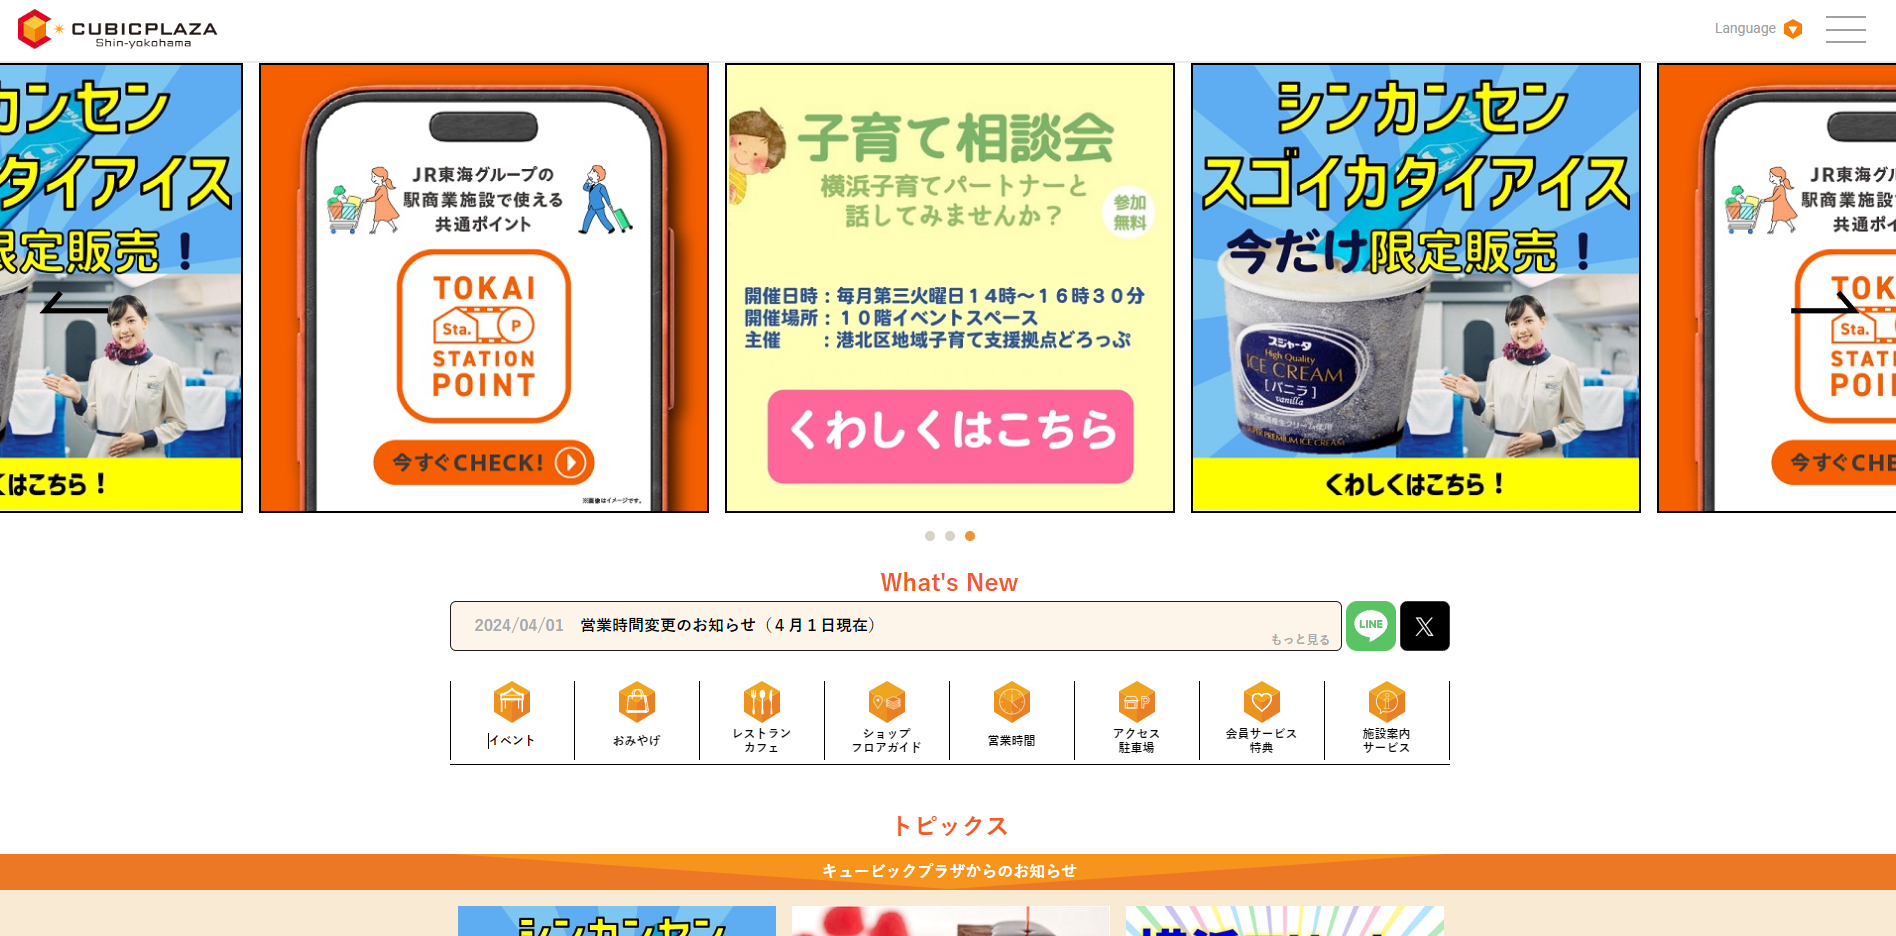 CUBICPLAZA
Shin-yokohama
Language
カンセン
タイアイス
限定販売！
くはこちら！
JR東海グループの
駅商業施設で使える
共通ポイント
TOKAI
Sta. P
STATION
POINT
今すぐCHECK!
※画像はイメージです。
子育て相談会
横浜子育てパートナーと
話してみませんか？
参加
無料
開催日時：毎月第三火曜日１４時～１６時３０分
開催場所：１０階イベントスペース
主催　　：港北区地域子育て支援拠点どろっぷ
くわしくはこちら
シンカンセン
スゴイカタイアイス
今だけ限定販売！
スジャータ
High Quality
ICE CREAM
[バニラ]
vanilla
SUPER PREMIUM ICE CREAM
くわしくはこちら！
JR東海グル
駅商業施設
共通ポイ
TOK
Sta.
STATI
POI
今すぐCHE
What's New
2024/04/01 営業時間変更のお知らせ（４月１日現在）
もっと見る
LINE
X
イベント
おみやげ
レストラン
カフェ
ショップ
フロアガイド
営業時間
アクセス
駐車場
会員サービス
特典
施設案内
サービス
トピックス
キュービックプラザからのお知らせ
シンカンセン